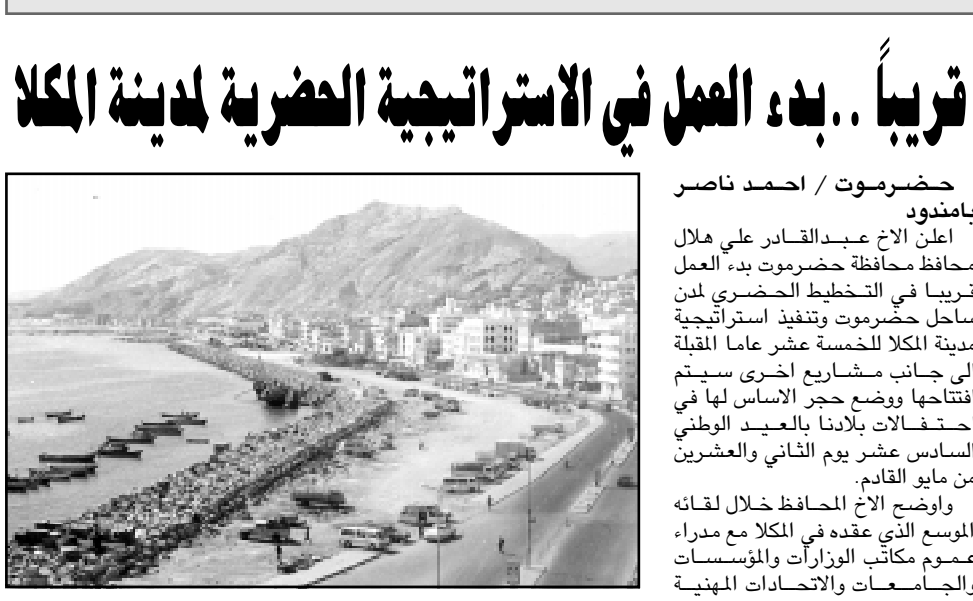 قريباً ..بدء العمل في الاستراتيجية الحضرية لمدينة المكلا
حضرموت / احمد ناصر
بامندود
اعلن الاخ عبدالقادر علي هلال
محافظ محافظة حضرموت بدء العمل
قريبا في التخطيط الحضري لمدن
ساحل حضرموت وتنفيذ استراتيجية
مدينة المكلا للخمسة عشر عاما المقبلة
الى جانب مشاريع اخرى سيتم
افتتاحها ووضع حجر الاساس لها في
احتفالات بلادنا بالعيد الوطني
السادس عشر يوم الثاني والعشرين
من مايو القادم.
واوضح الاخ المحافظ خلال لقائه
الموسع الذي عقده في المكلا مع مدراء
عموم مكاتب الوزارات والمؤسسات
والجامعات والاتحادات المهنية